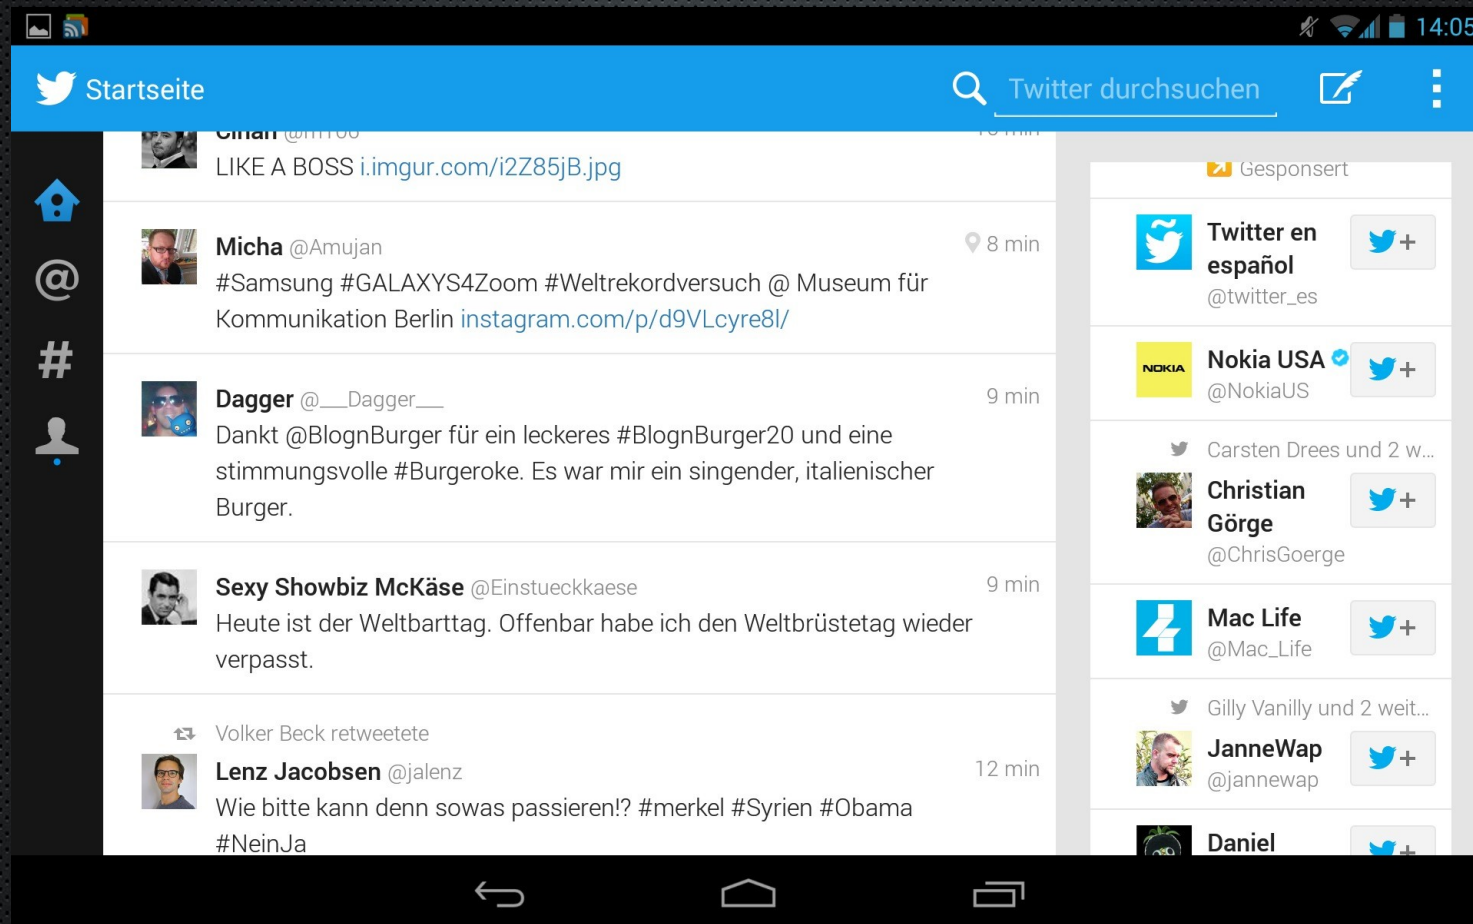 14:05
Startseite
Twitter durchsuchen
Cihan
LIKE A BOSS i.imgur.com/i2Z85jB.jpg
Micha @Amujan
8 min
#Samsung #GALAXYS4Zoom #Weltrekordversuch @ Museum für
Kommunikation Berlin instagram.com/p/d9VLcyre8l/
Dagger @___Dagger___
9 min
Dankt @BlognBurger für ein leckeres #BlognBurger20 und eine
stimmungsvolle #Burgeroke. Es war mir ein singender, italienischer
Burger.
Sexy Showbiz McKäse @Einstueckkaese
9 min
Heute ist der Weltbarttag. Offenbar habe ich den Weltbrüstetag wieder
verpasst.
Volker Beck retweetete
Lenz Jacobsen @jalenz
12 min
Wie bitte kann denn sowas passieren!? #merkel #Syrien #Obama
#NeinJa
Gesponsert
Twitter en
español
@twitter_es
NOKIA
Nokia USA
@NokiaUS
Carsten Drees und 2 w...
Christian
Görge
@ChrisGoerge
Mac Life
@Mac_Life
Gilly Vanilly und 2 weit...
JanneWap
@jannewap
Daniel